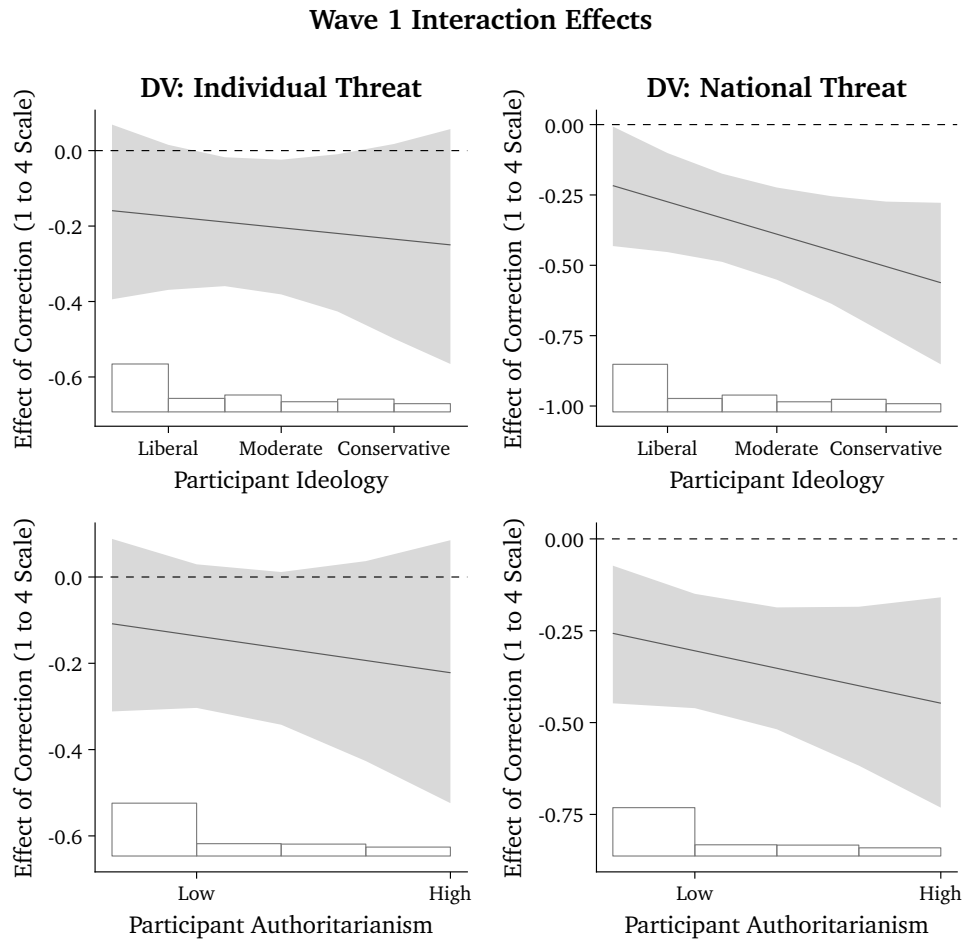 Wave 1 Interaction Effects
DV: Individual Threat
Effect of Correction (1 to 4 Scale)
0.0
-0.2
-0.4
-0.6
Liberal Moderate Conservative
Participant Ideology
DV: National Threat
Effect of Correction (1 to 4 Scale)
0.00
-0.25
-0.50
-0.75
-1.00
Liberal Moderate Conservative
Participant Ideology
Effect of Correction (1 to 4 Scale)
0.0
-0.2
-0.4
-0.6
Low High
Participant Authoritarianism
Effect of Correction (1 to 4 Scale)
0.00
-0.25
-0.50
-0.75
Low High
Participant Authoritarianism